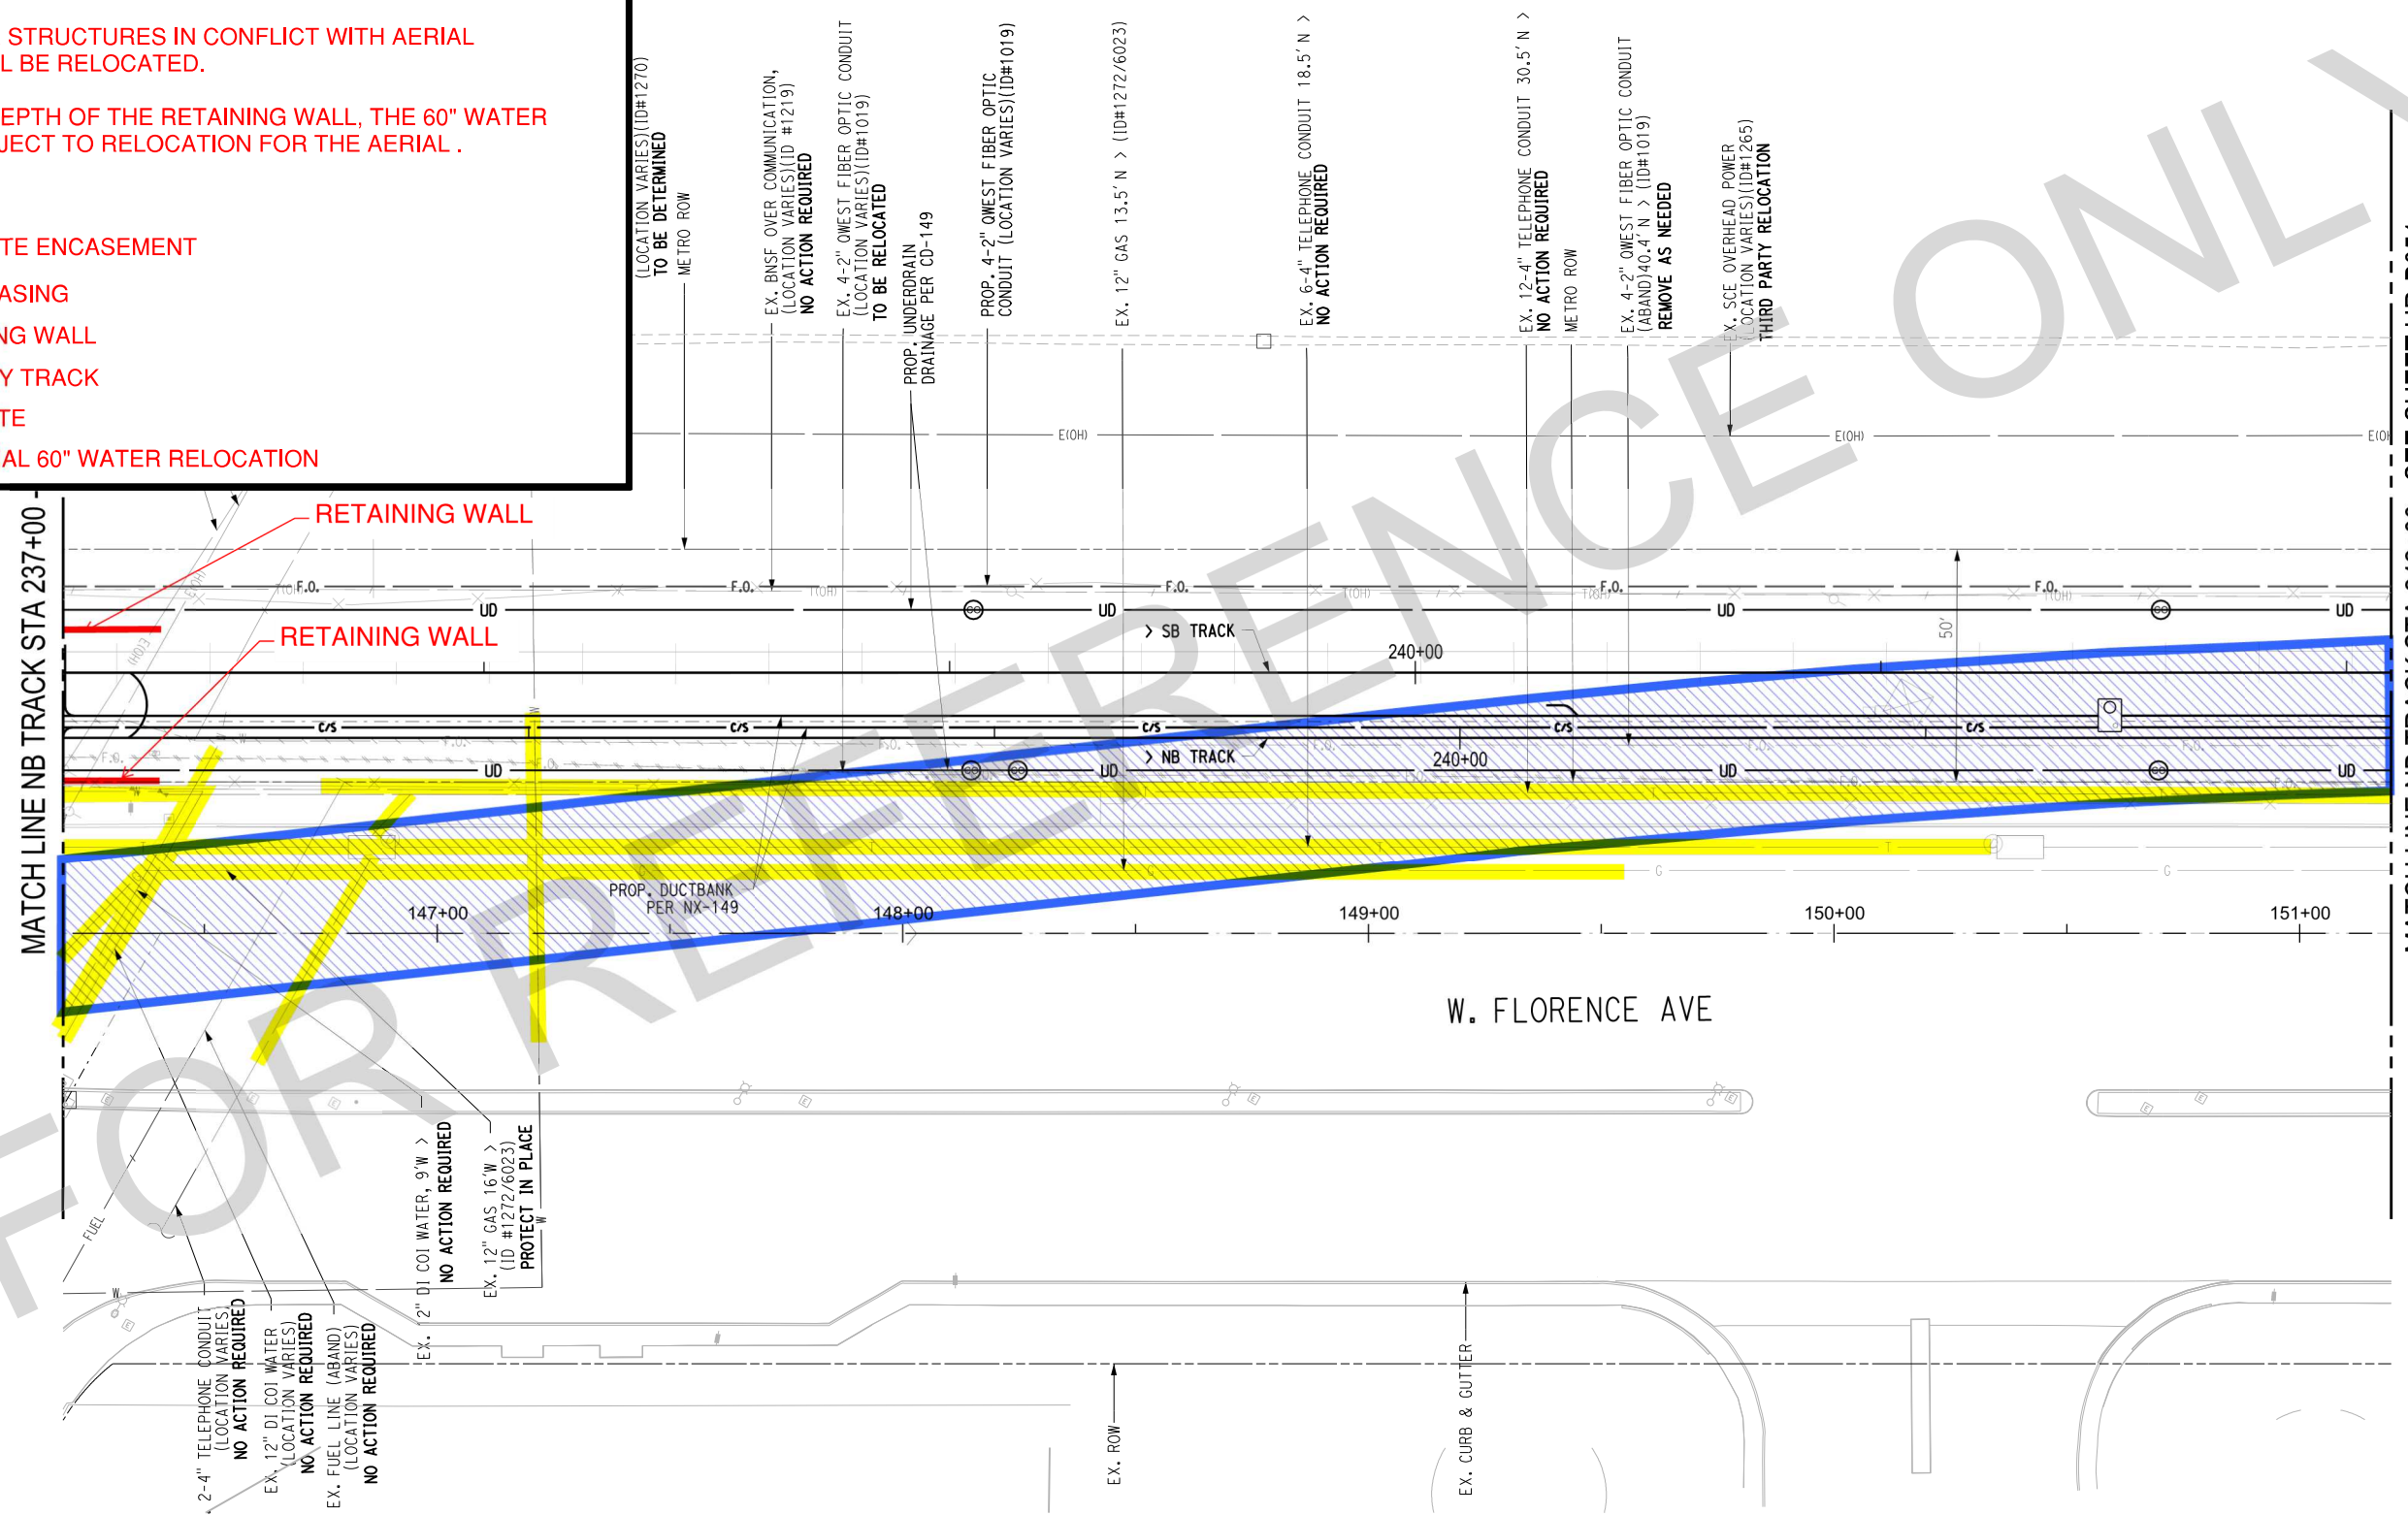 STRUCTURES IN CONFLICT WITH AERIAL
L BE RELOCATED.
EPTH OF THE RETAINING WALL, THE 60" WATER
JECT TO RELOCATION FOR THE AERIAL .
TE ENCASEMENT
ASING
NG WALL
Y TRACK
TE
AL 60" WATER RELOCATION
(LOCATION VARIES)(ID#1270)
TO BE DETERMINED
METRO ROW
EX. BNSF OVER COMMUNICATION,
(LOCATION VARIES)(ID #1219)
NO ACTION REQUIRED
EX. 4-2" QWEST FIBER OPTIC CONDUIT
(LOCATION VARIES)(ID#1019)
TO BE RELOCATED
PROP. UNDERDRAIN
DRAINAGE PER CD-149
PROP. 4-2" QWEST FIBER OPTIC
CONDUIT (LOCATION VARIES)(ID#1019)
EX. 12" GAS 13.5' N > (ID#1272/6023)
EX. 6-4" TELEPHONE CONDUIT 18.5' N >
NO ACTION REQUIRED
EX. 12-4" TELEPHONE CONDUIT 30.5' N >
NO ACTION REQUIRED
METRO ROW
EX. 4-2" QWEST FIBER OPTIC CONDUIT
(ABAND)40.4' N > (ID#1019)
REMOVE AS NEEDED
EX. SCE OVERHEAD POWER
(LOCATION VARIES)(ID#1265)
THIRD PARTY RELOCATION
E(OH)
E(OH)
MATCH LINE NB TRACK STA 237+00
RETAINING WALL
RETAINING WALL
F.O.
F.O.
F.O.
F.O.
F.O.
T(OH)
T(OH)
T(OH)
T(OH)
E(OH)
E(OH)
UD
UD
UD
UD
> SB TRACK
240+00
50'
C/S
C/S
C/S
C/S
C/S
> NB TRACK
240+00
UD
UD
UD
UD
PROP. DUCTBANK
PER NX-149
147+00
148+00
149+00
150+00
151+00
W. FLORENCE AVE
FOR REFERENCE ONLY
FUEL
W
W
2-4" TELEPHONE CONDUIT
(LOCATION VARIES)
NO ACTION REQUIRED
EX. 12" DI COI WATER
(LOCATION VARIES)
NO ACTION REQUIRED
EX. FUEL LINE (ABAND)
(LOCATION VARIES)
NO ACTION REQUIRED
2" DI COI WATER, 9'W >
NO ACTION REQUIRED
EX. 12" GAS 16'W >
(ID #1272/6023)
PROTECT IN PLACE
EX. ROW
EX. CURB & GUTTER